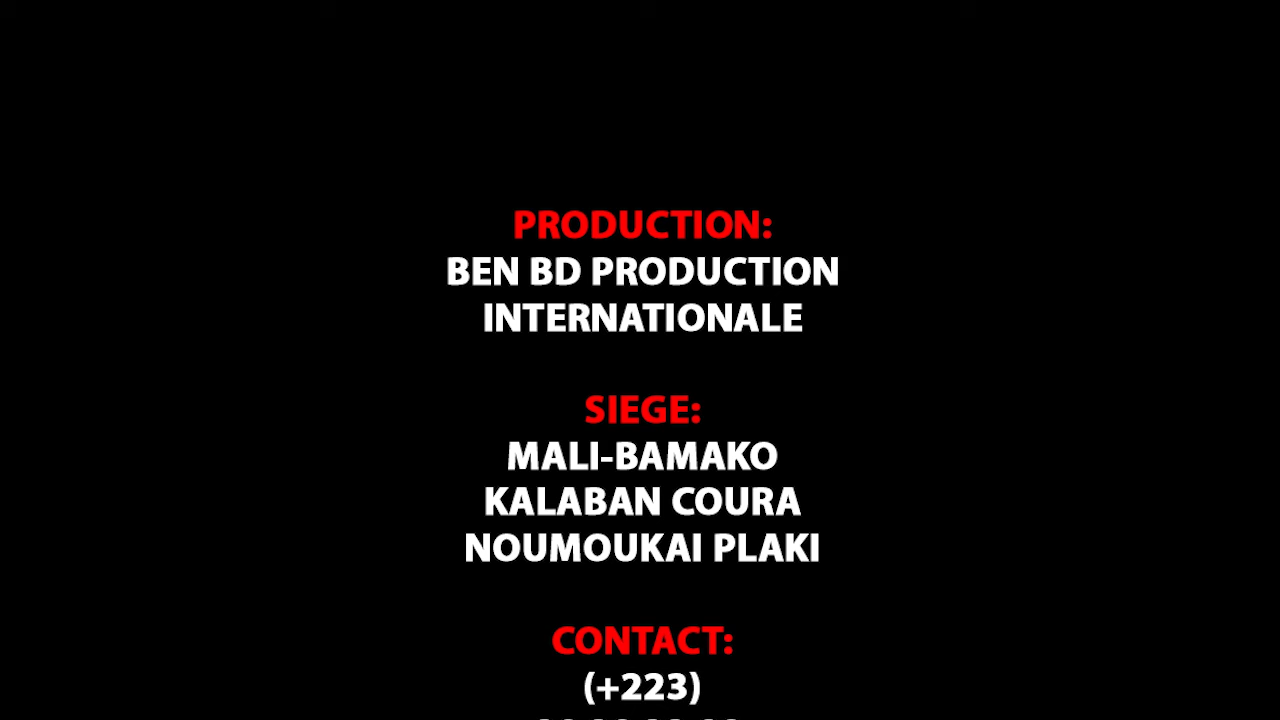 PRODUCTION:
BEN BD PRODUCTION
INTERNATIONALE
SIEGE:
MALI-BAMAKO
KALABAN COURA
NOUMOUKAI PLAKI
CONTACT:
(+223)